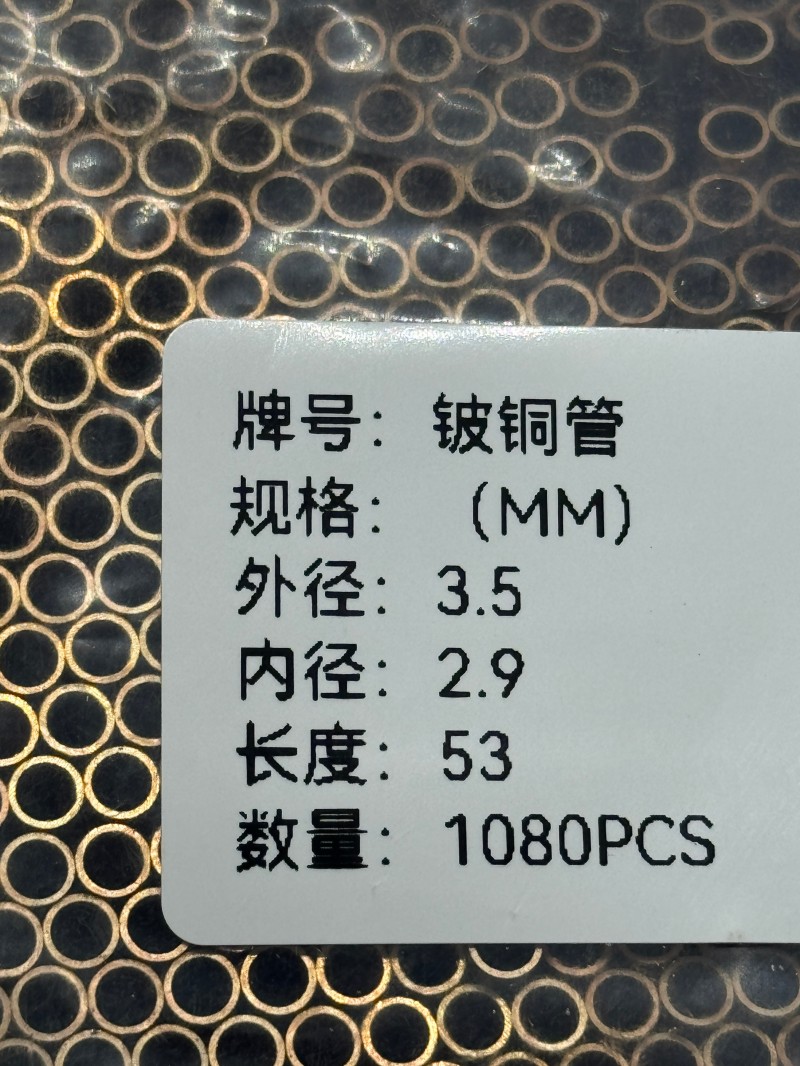 牌号：铍铜管
规格：（MM）
外径：3.5
内径：2.9
长度：53
数量：1080PCS